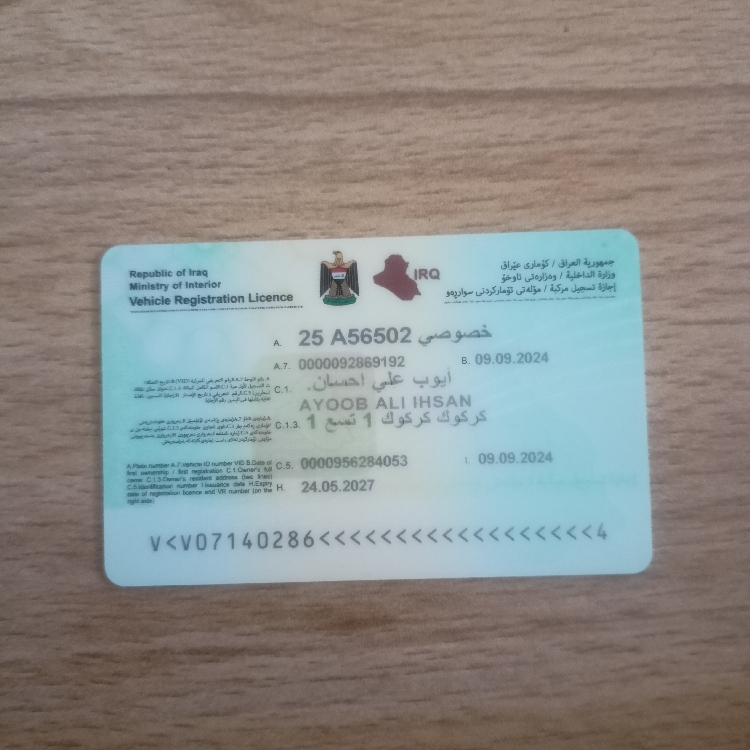 Republic of Iraq
Ministry of Interior
Vehicle Registration Licence
IRQ
جمهورية العراق / كۆماری عێراق
وزارة الداخلية / وەزارەتی ناوخۆ
إجازة تسجيل مركبة / مۆڵەتی تۆمارکردنی سوارەو
A. 25 A56502 خصوصي
A.7. 0000092869192
B. 09.09.2024
C.1. أيوب علي احسان.
AYOOB ALI IHSAN
C.1.3 كركوك كركوك 1 تسع 1
C.5. 0000956284053
I. 09.09.2024
H. 24.05.2027
A.Plate number A.7.Vehicle ID number VID B.Date of
first ownership / first registration C.1.Owner's full
name C.1.3.Owner's resident address (two lines)
C.5.Identification number I.Issuance date H.Expiry
date of registration licence and VR number (on the
right side)
V<V07140286<<<<<<<<<<<<<<<<<<<4